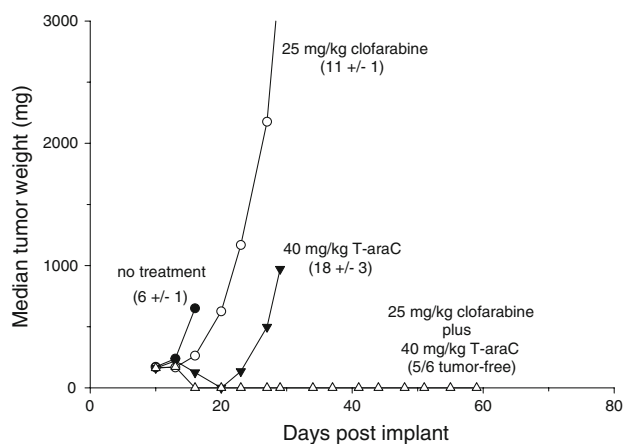 3000
2000
1000
0
Median tumor weight (mg)
25 mg/kg clofarabine
(11 +/- 1)
no treatment
(6 +/- 1)
40 mg/kg T-araC
(18 +/- 3)
25 mg/kg clofarabine
plus
40 mg/kg T-araC
(5/6 tumor-free)
0 20 40 60 80
Days post implant